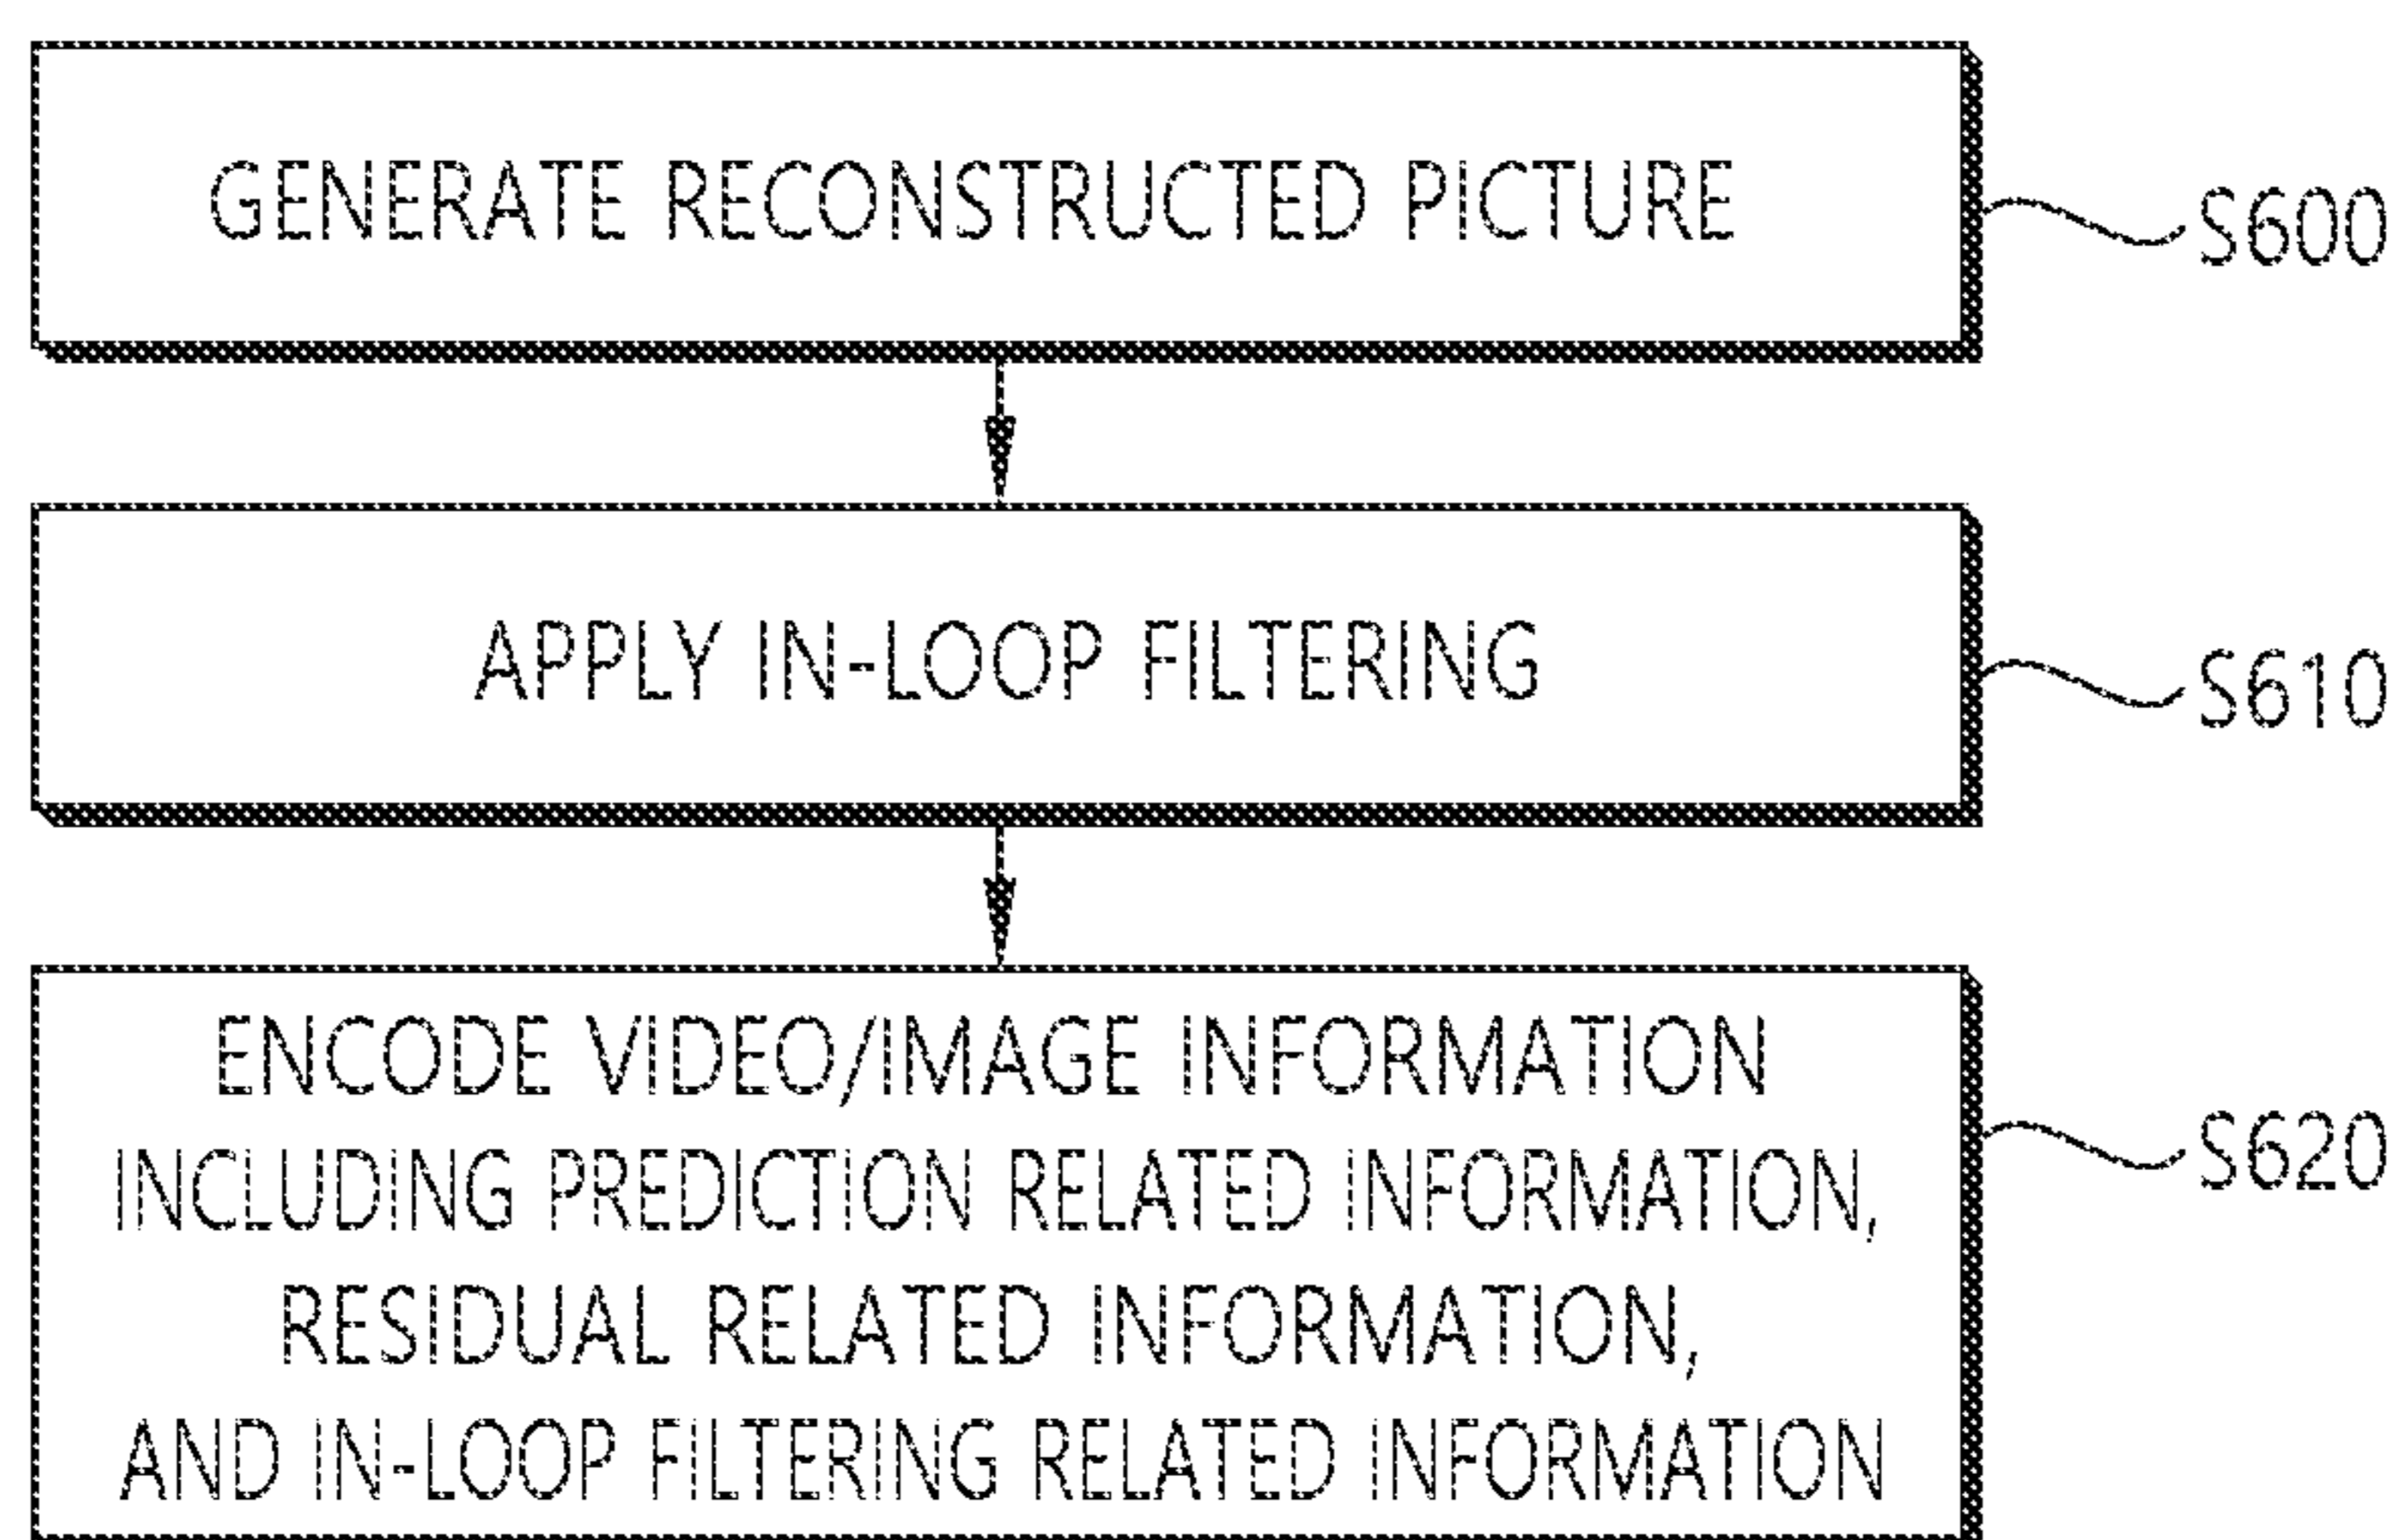 GENERATE RECONSTRUCTED PICTURE
S600
APPLY IN-LOOP FILTERING
S610
ENCODE VIDEO/IMAGE INFORMATION
INCLUDING PREDICTION RELATED INFORMATION,
RESIDUAL RELATED INFORMATION,
AND IN-LOOP FILTERING RELATED INFORMATION
S620